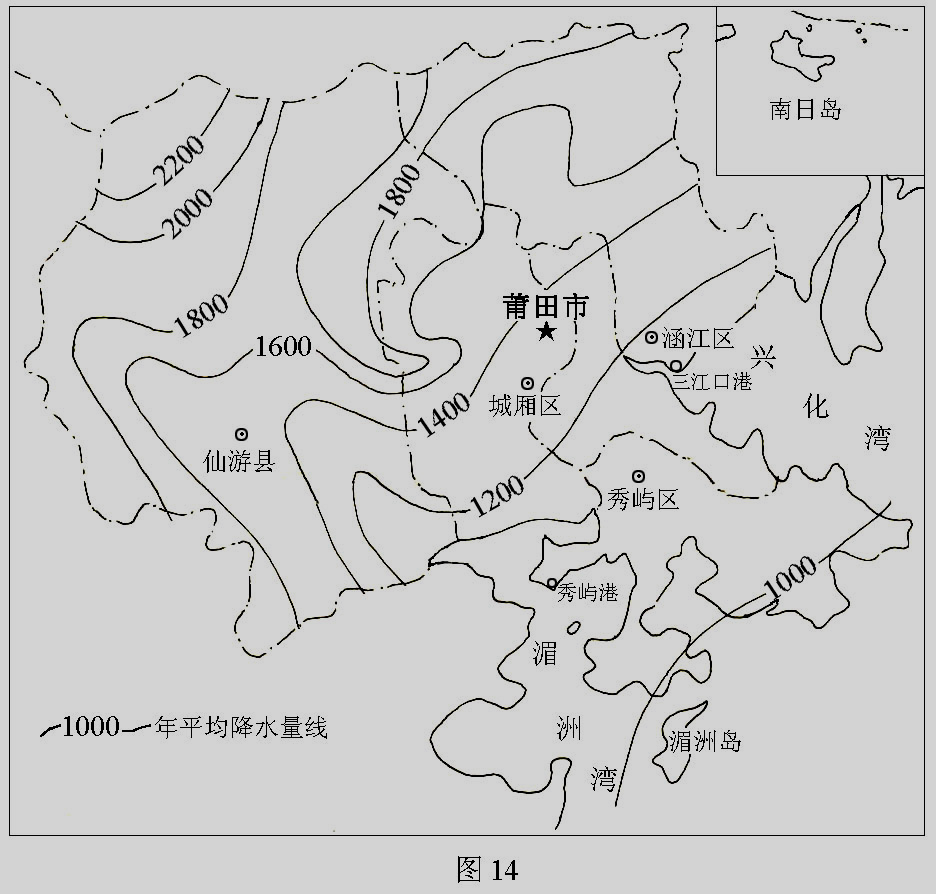 南日岛
2200
2000
1800
1800
1600
莆田市
涵江区
三江口港
兴
化
湾
城厢区
1400
仙游县
1200
秀屿区
1000
秀屿港
湄
洲
湾
湄洲岛
1000 年平均降水量线
图 14